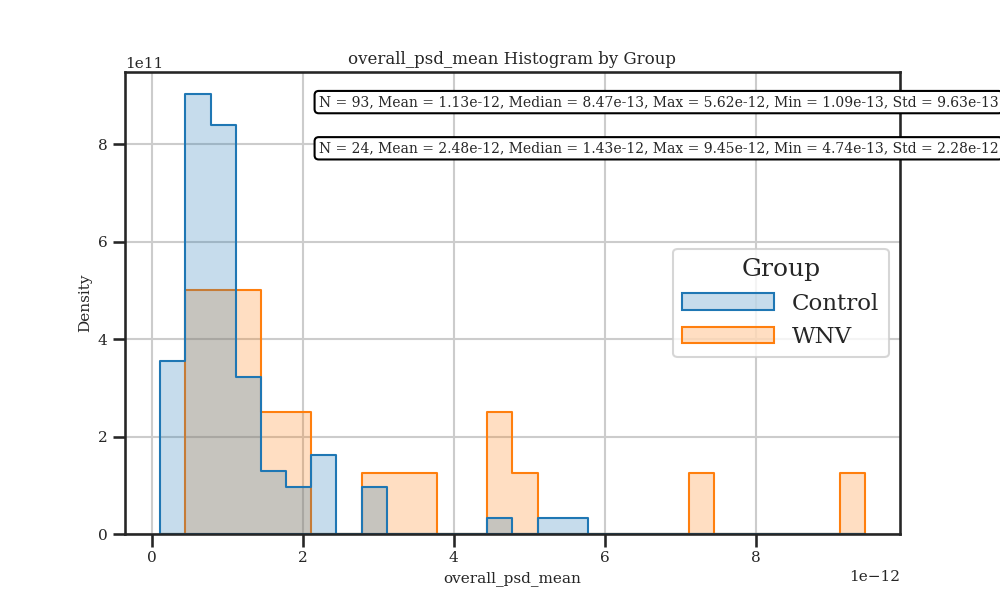 overall_psd_mean Histogram by Group
1e11
N = 93, Mean = 1.13e-12, Median = 8.47e-13, Max = 5.62e-12, Min = 1.09e-13, Std = 9.63e-13
N = 24, Mean = 2.48e-12, Median = 1.43e-12, Max = 9.45e-12, Min = 4.74e-13, Std = 2.28e-12
8
6
4
2
0
Density
Group
Control
WNV
0 2 4 6 8
overall_psd_mean
1e−12